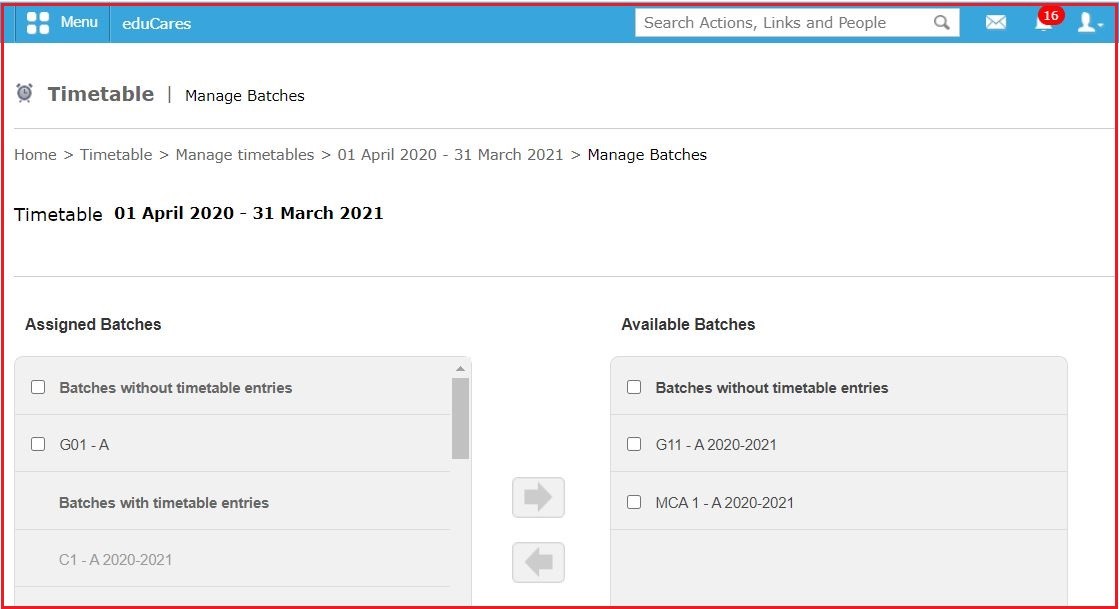 Menu eduCares Search Actions, Links and People 16
Timetable | Manage Batches
Home > Timetable > Manage timetables > 01 April 2020 - 31 March 2021 > Manage Batches
Timetable 01 April 2020 - 31 March 2021
Assigned Batches Available Batches
Batches without timetable entries Batches without timetable entries
G01 - A G11 - A 2020-2021
Batches with timetable entries MCA 1 - A 2020-2021
C1 - A 2020-2021